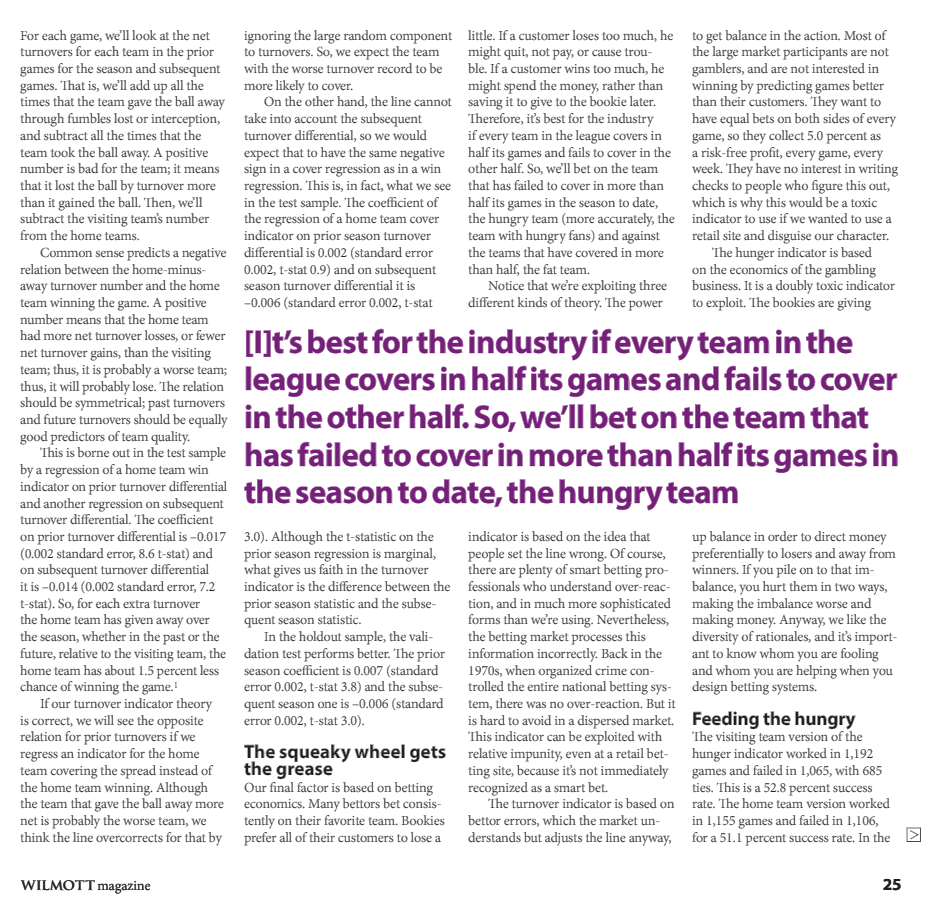 For each game, we'll look at the net
turnovers for each team in the prior
games for the season and subsequent
games. That is, we'll add up all the
times that the team gave the ball away
through fumbles lost or interception,
and subtract all the times that the
team took the ball away. A positive
number is bad for the team; it means
that it lost the ball by turnover more
than it gained the ball. Then, we'll
subtract the visiting team's number
from the home teams.
Common sense predicts a negative
relation between the home-minus-
away turnover number and the home
team winning the game. A positive
number means that the home team
had more net turnover losses, or fewer
net turnover gains, than the visiting
team; thus, it is probably a worse team;
thus, it will probably lose. The relation
should be symmetrical; past turnovers
and future turnovers should be equally
good predictors of team quality.
This is borne out in the test sample
by a regression of a home team win
indicator on prior turnover differential
and another regression on subsequent
turnover differential. The coefficient
on prior turnover differential is –0.017
(0.002 standard error, 8.6 t-stat) and
on subsequent turnover differential
it is –0.014 (0.002 standard error, 7.2
t-stat). So, for each extra turnover
the home team has given away over
the season, whether in the past or the
future, relative to the visiting team, the
home team has about 1.5 percent less
chance of winning the game.1
If our turnover indicator theory
is correct, we will see the opposite
relation for prior turnovers if we
regress an indicator for the home
team covering the spread instead of
the home team winning. Although
the team that gave the ball away more
net is probably the worse team, we
think the line overcorrects for that by
ignoring the large random component
to turnovers. So, we expect the team
with the worse turnover record to be
more likely to cover.
On the other hand, the line cannot
take into account the subsequent
turnover differential, so we would
expect that to have the same negative
sign in a cover regression as in a win
regression. This is, in fact, what we see
in the test sample. The coefficient of
the regression of a home team cover
indicator on prior season turnover
differential is 0.002 (standard error
0.002, t-stat 0.9) and on subsequent
season turnover differential it is
–0.006 (standard error 0.002, t-stat
3.0). Although the t-statistic on the
prior season regression is marginal,
what gives us faith in the turnover
indicator is the difference between the
prior season statistic and the subse-
quent season statistic.
In the holdout sample, the vali-
dation test performs better. The prior
season coefficient is 0.007 (standard
error 0.002, t-stat 3.8) and the subse-
quent season one is –0.006 (standard
error 0.002, t-stat 3.0).
The squeaky wheel gets
the grease
Our final factor is based on betting
economics. Many bettors bet consis-
tently on their favorite team. Bookies
prefer all of their customers to lose a
little. If a customer loses too much, he
might quit, not pay, or cause trou-
ble. If a customer wins too much, he
might spend the money, rather than
saving it to give to the bookie later.
Therefore, it's best for the industry
if every team in the league covers in
half its games and fails to cover in the
other half. So, we'll bet on the team
that has failed to cover in more than
half its games in the season to date,
the hungry team (more accurately, the
team with hungry fans) and against
the teams that have covered in more
than half, the fat team.
Notice that we're exploiting three
different kinds of theory. The power
indicator is based on the idea that
people set the line wrong. Of course,
there are plenty of smart betting pro-
fessionals who understand over-reac-
tion, and in much more sophisticated
forms than we're using. Nevertheless,
the betting market processes this
information incorrectly. Back in the
1970s, when organized crime con-
trolled the entire national betting sys-
tem, there was no over-reaction. But it
is hard to avoid in a dispersed market.
This indicator can be exploited with
relative impunity, even at a retail bet-
ting site, because it's not immediately
recognized as a smart bet.
The turnover indicator is based on
bettor errors, which the market un-
derstands but adjusts the line anyway,
to get balance in the action. Most of
the large market participants are not
gamblers, and are not interested in
winning by predicting games better
than their customers. They want to
have equal bets on both sides of every
game, so they collect 5.0 percent as
a risk-free profit, every game, every
week. They have no interest in writing
checks to people who figure this out,
which is why this would be a toxic
indicator to use if we wanted to use a
retail site and disguise our character.
The hunger indicator is based
on the economics of the gambling
business. It is a doubly toxic indicator
to exploit. The bookies are giving
up balance in order to direct money
preferentially to losers and away from
winners. If you pile on to that im-
balance, you hurt them in two ways,
making the imbalance worse and
making money. Anyway, we like the
diversity of rationales, and it's import-
ant to know whom you are fooling
and whom you are helping when you
design betting systems.
Feeding the hungry
The visiting team version of the
hunger indicator worked in 1,192
games and failed in 1,065, with 685
ties. This is a 52.8 percent success
rate. The home team version worked
in 1,155 games and failed in 1,106,
for a 51.1 percent success rate. In the
[I]t's best for the industry if every team in the
league covers in half its games and fails to cover
in the other half. So, we'll bet on the team that
has failed to cover in more than half its games in
the season to date, the hungry team
>
WILMOTT magazine
25